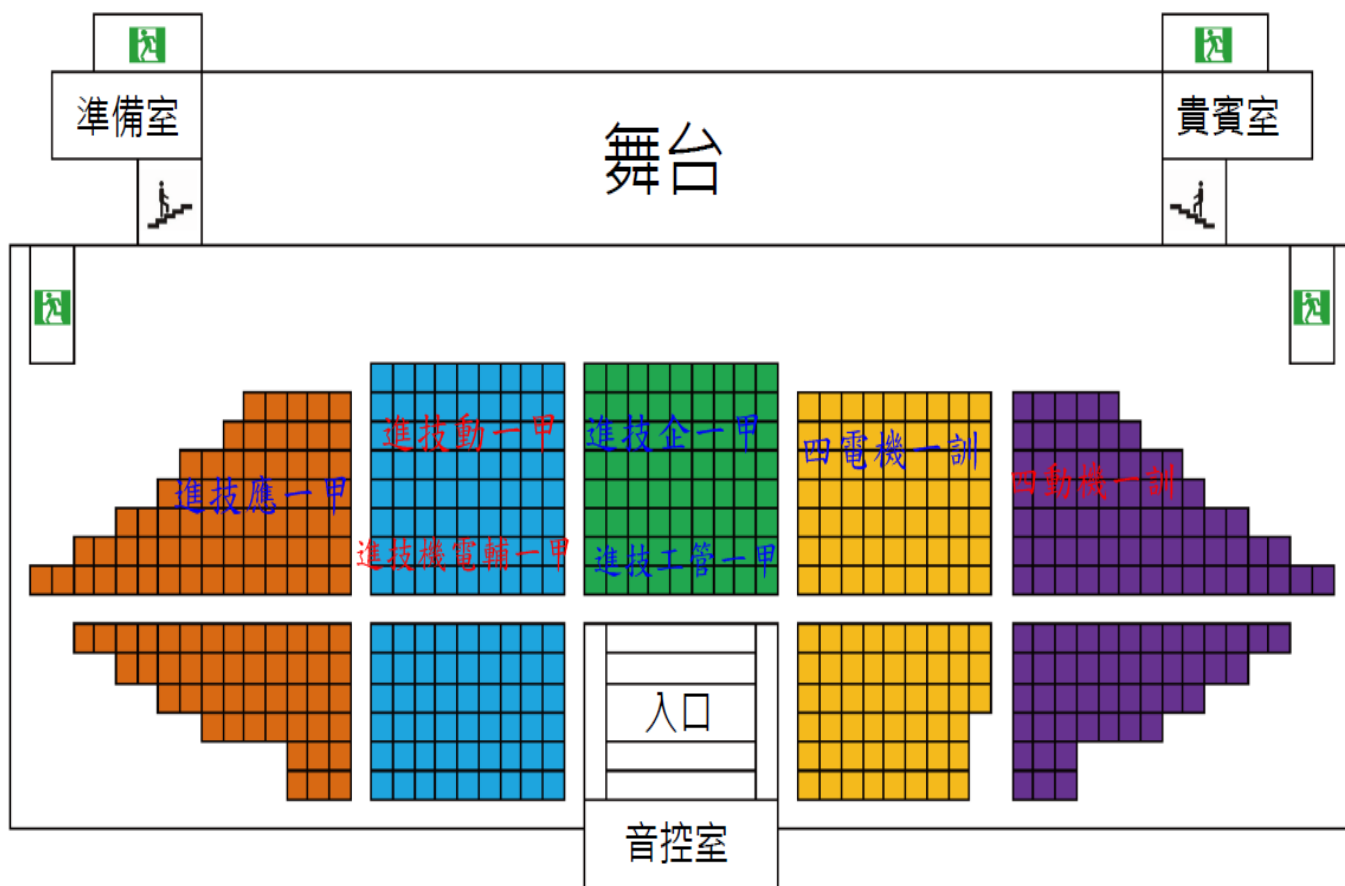 準備室
舞台
貴賓室
進技動一甲
進技企一甲
四電機一訓
進技應一甲
四動機一訓
進技機電輔一甲
進技工管一甲
入口
音控室